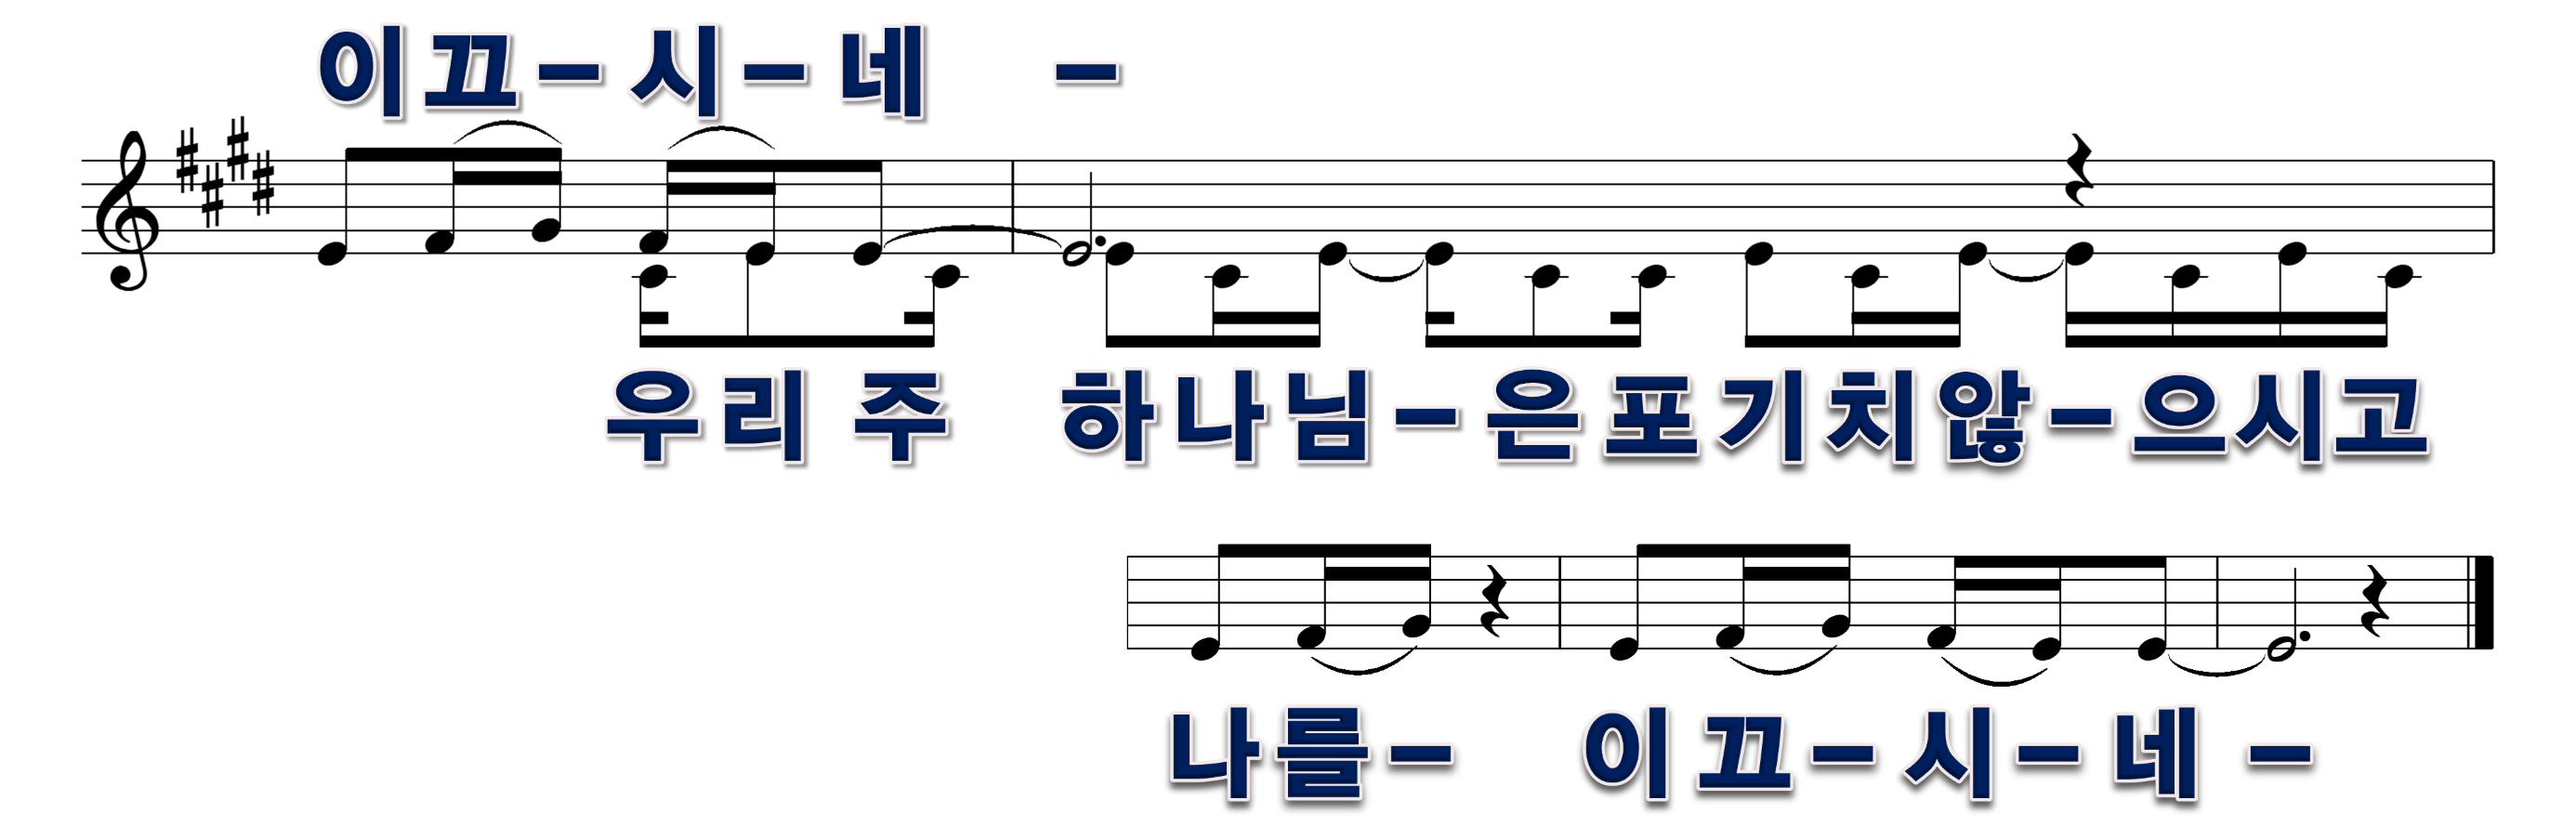 이끄-시-네 -
우리 주 하나님-은포기치않-으시고
나를- 이끄-시-네 -